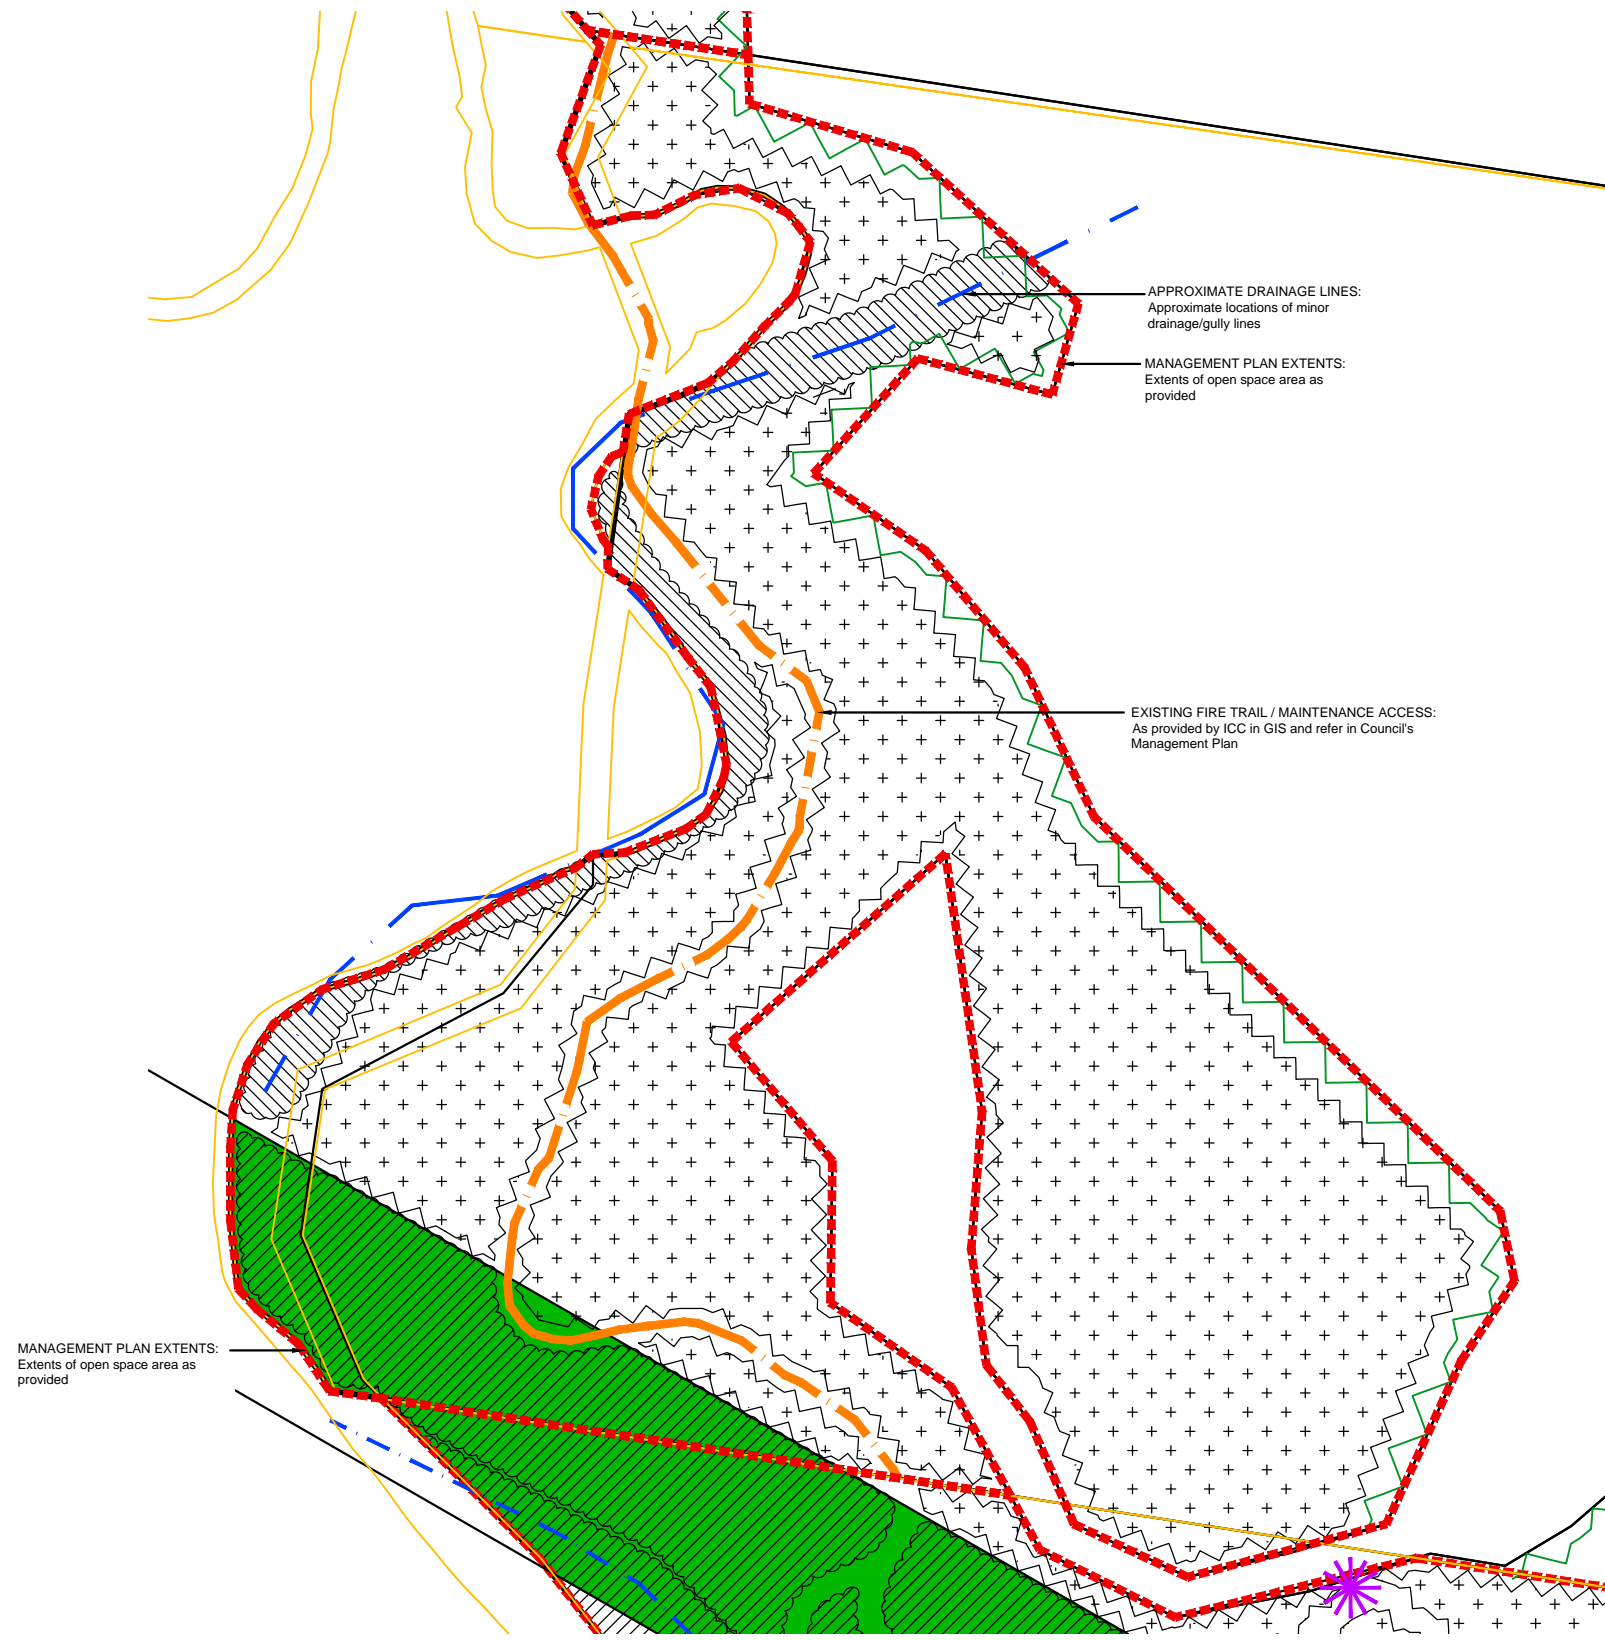 APPROXIMATE DRAINAGE LINES:
Approximate locations of minor
drainage/gully lines
MANAGEMENT PLAN EXTENTS:
Extents of open space area as
provided
EXISTING FIRE TRAIL / MAINTENANCE ACCESS:
As provided by ICC in GIS and refer in Council's
Management Plan
MANAGEMENT PLAN EXTENTS:
Extents of open space area as
provided